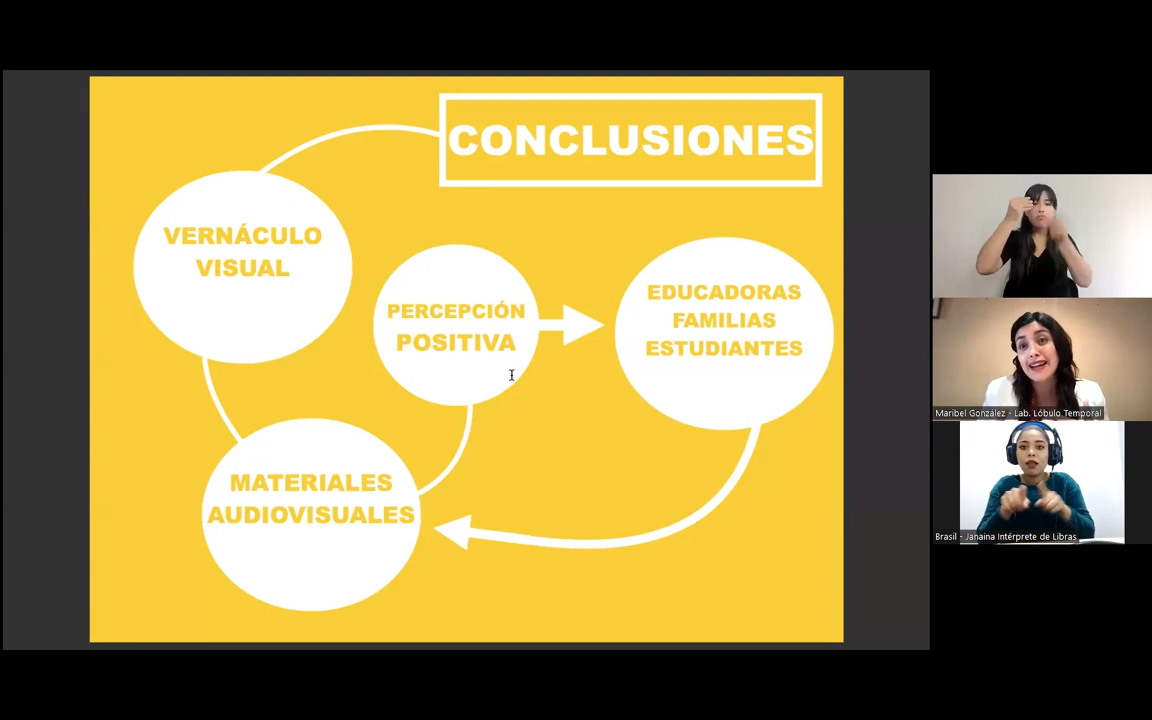 CONCLUSIONES
VERNÁCULO
VISUAL
PERCEPCIÓN
POSITIVA
EDUCADORAS
FAMILIAS
ESTUDIANTES
MATERIALES
AUDIOVISUALES
Maribel González - Lab. Lóbulo Temporal
Brasil - Janaina Intérprete de Libras